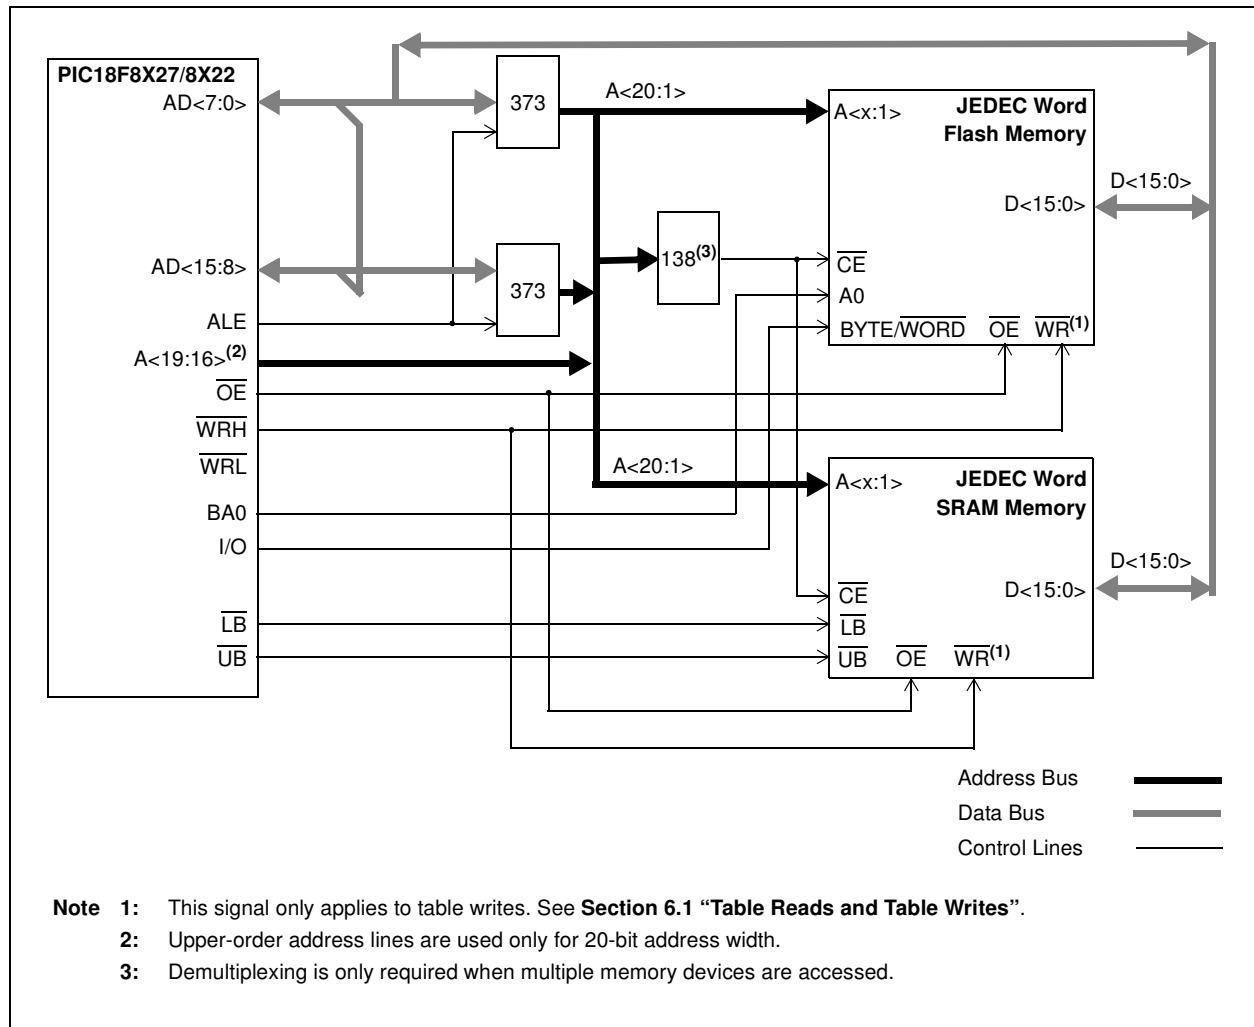 PIC18F8X27/8X22
AD<7:0>
373
A<20:1>
A<x:1>
JEDEC Word
Flash Memory
D<15:0>
D<15:0>
AD<15:8>
373
138(3)
CE
A0
ALE
BYTE/WORD
OE
WR(1)
A<19:16>(2)
OE
WRH
WRL
A<20:1>
A<x:1>
JEDEC Word
SRAM Memory
BA0
I/O
D<15:0>
D<15:0>
CE
LB
LB
UB
UB
OE
WR(1)
Address Bus
Data Bus
Control Lines
Note 1: This signal only applies to table writes. See Section 6.1 “Table Reads and Table Writes”.
2: Upper-order address lines are used only for 20-bit address width.
3: Demultiplexing is only required when multiple memory devices are accessed.